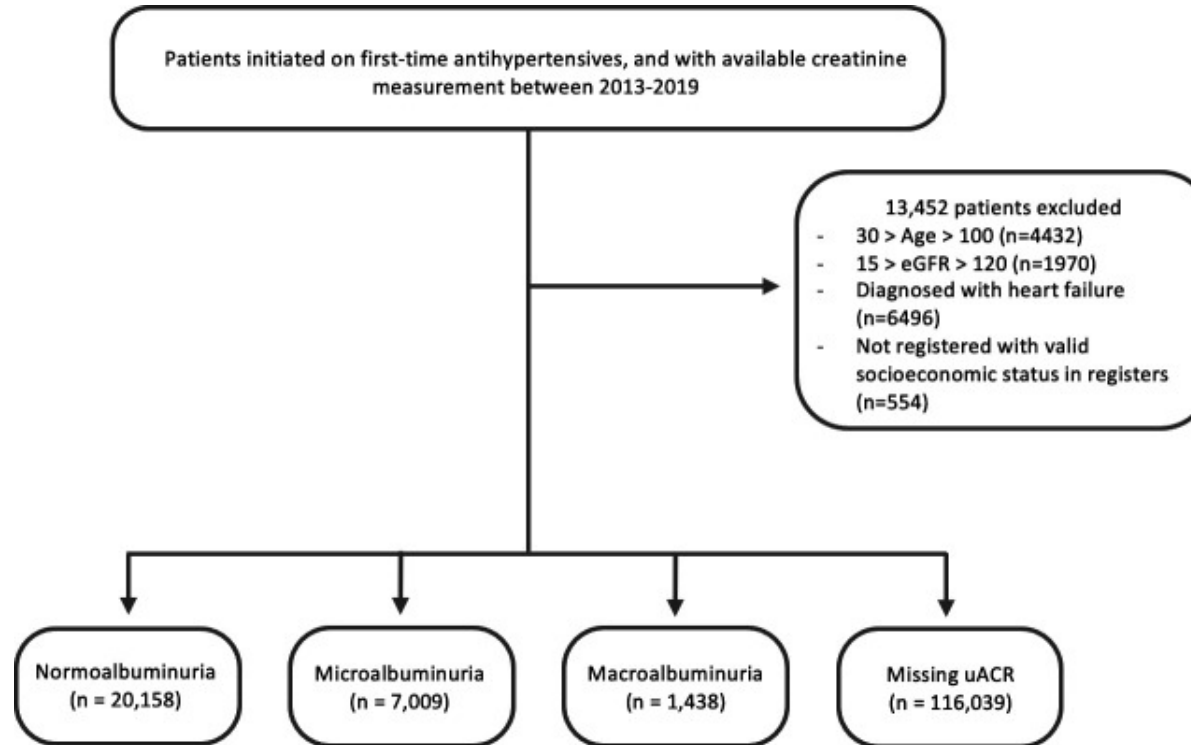 Patients initiated on first-time antihypertensives, and with available creatinine
measurement between 2013-2019
13,452 patients excluded
- 30 > Age > 100 (n=4432)
- 15 > eGFR > 120 (n=1970)
- Diagnosed with heart failure
(n=6496)
- Not registered with valid
socioeconomic status in registers
(n=554)
Normoalbuminuria
(n = 20,158)
Microalbuminuria
(n = 7,009)
Macroalbuminuria
(n = 1,438)
Missing uACR
(n = 116,039)